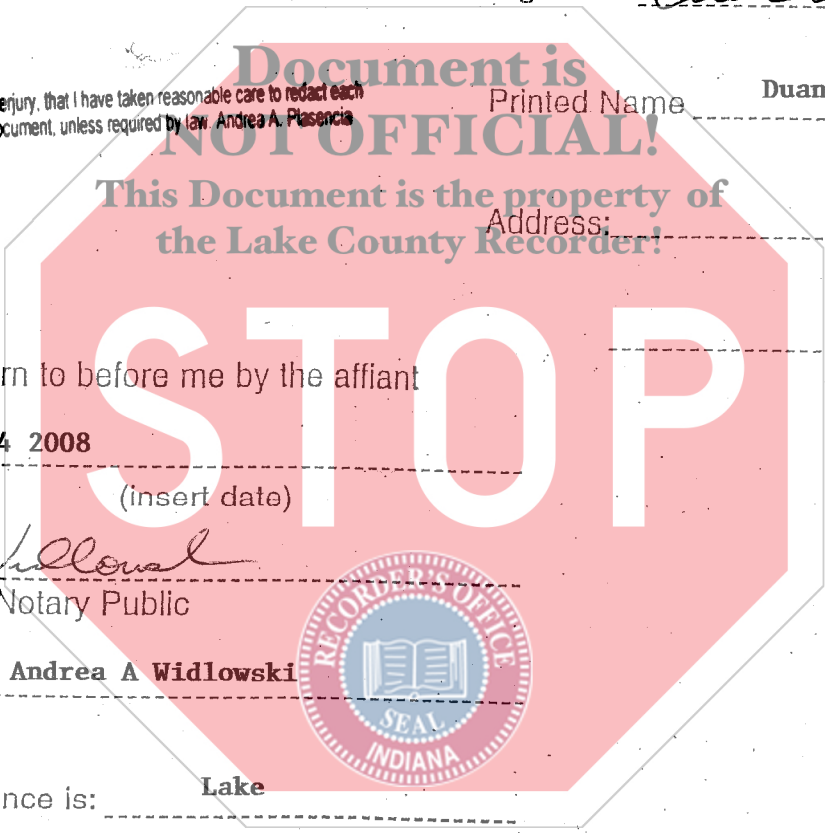 Document is
erjury, that I have taken reasonable care to redact each
Printed Name Duan
ocument, unless required by law. Andrea A. Plasencia
NOT OFFICIAL!
This Document is the property of
Address:
the Lake County Recorder!
STOP
rn to before me by the affiant
4 2008
(insert date)
Notary Public
Andrea A Widlowski
RECORDER'S OFFICE
SEAL
INDIANA
nce is: Lake